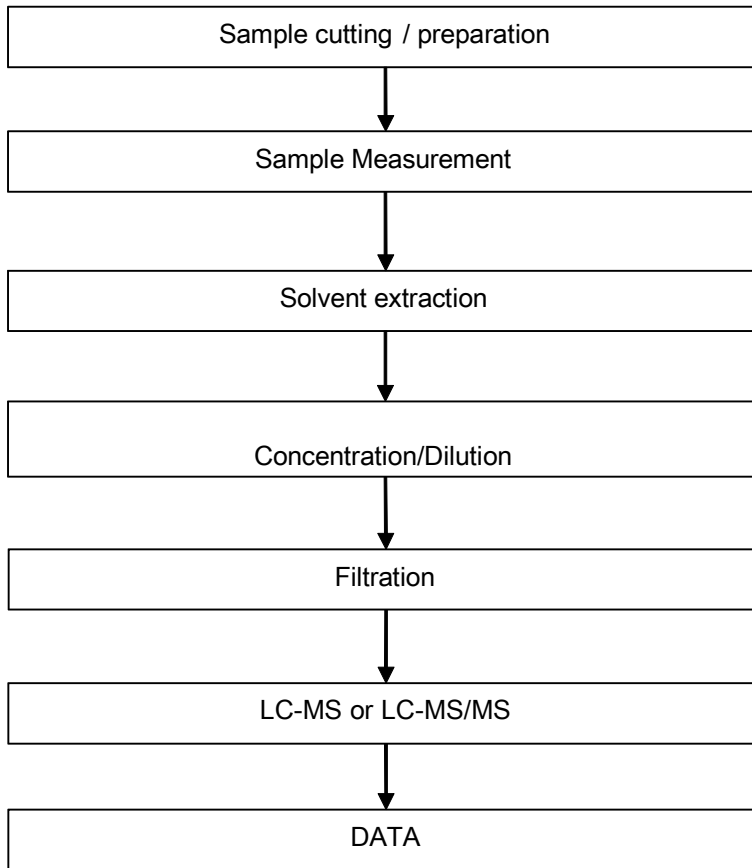 Sample cutting / preparation
Sample Measurement
Solvent extraction
Concentration/Dilution
Filtration
LC-MS or LC-MS/MS
DATA